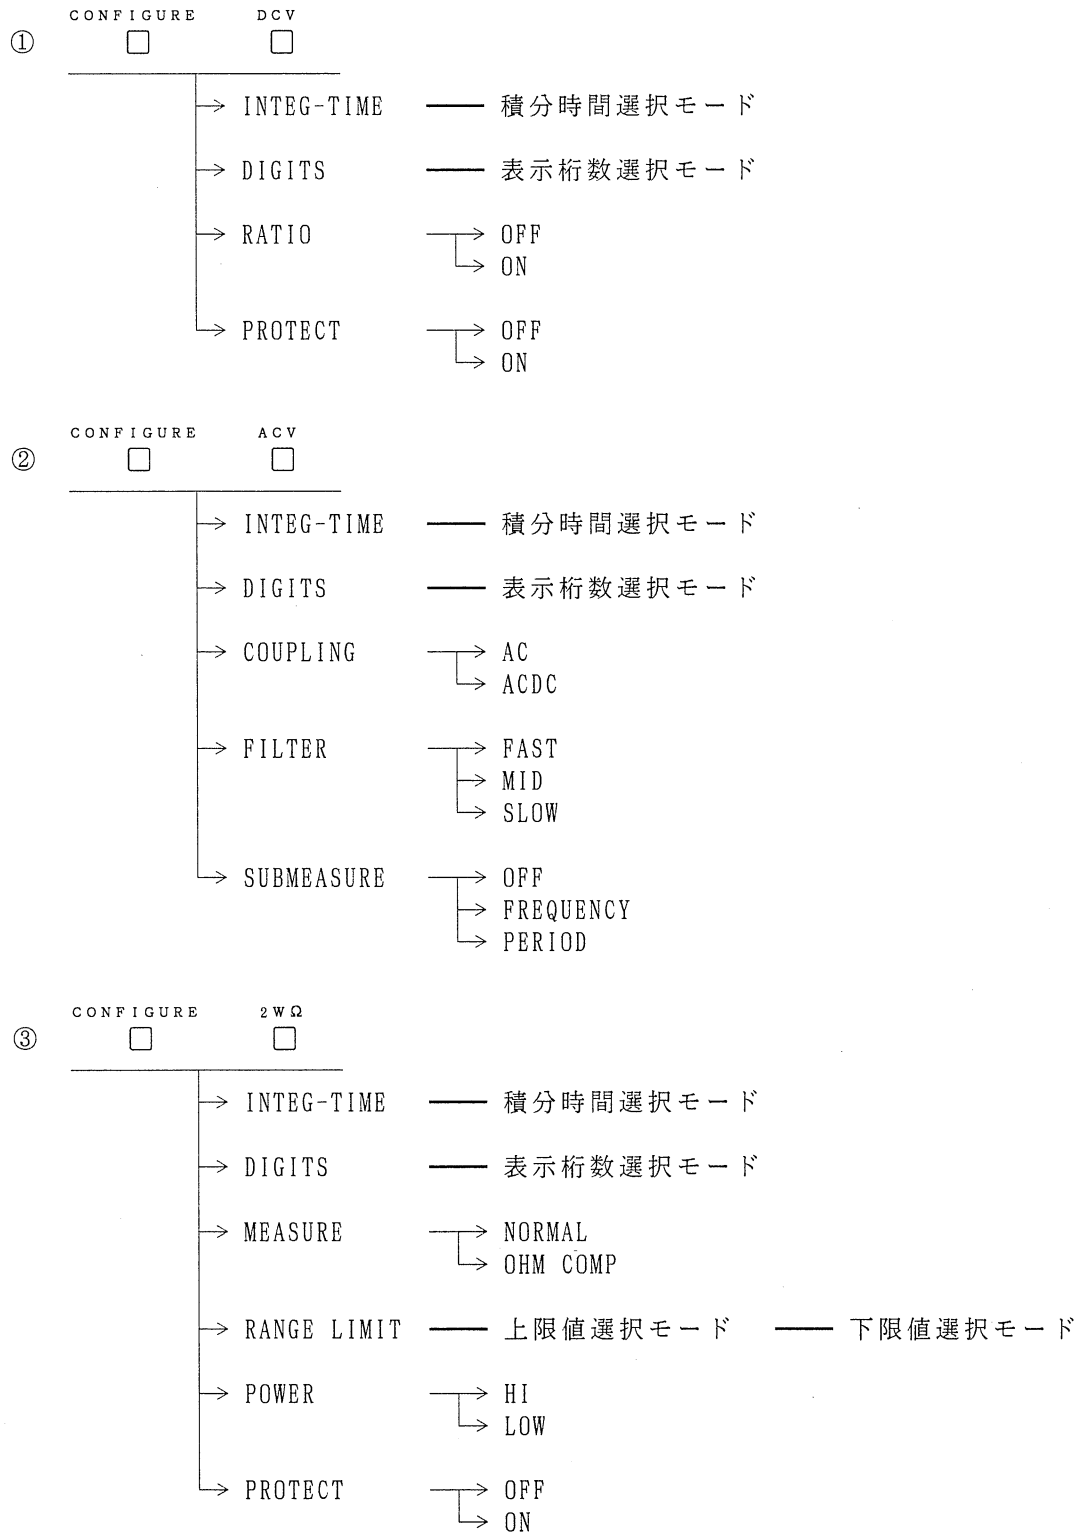 CONFIGURE DCV
①
INTEG-TIME 積分時間選択モード
DIGITS 表示桁数選択モード
RATIO OFF
ON
PROTECT OFF
ON
CONFIGURE ACV
②
INTEG-TIME 積分時間選択モード
DIGITS 表示桁数選択モード
COUPLING AC
ACDC
FILTER FAST
MID
SLOW
SUBMEASURE OFF
FREQUENCY
PERIOD
CONFIGURE 2WΩ
③
INTEG-TIME 積分時間選択モード
DIGITS 表示桁数選択モード
MEASURE NORMAL
OHM COMP
RANGE LIMIT 上限値選択モード 下限値選択モード
POWER HI
LOW
PROTECT OFF
ON